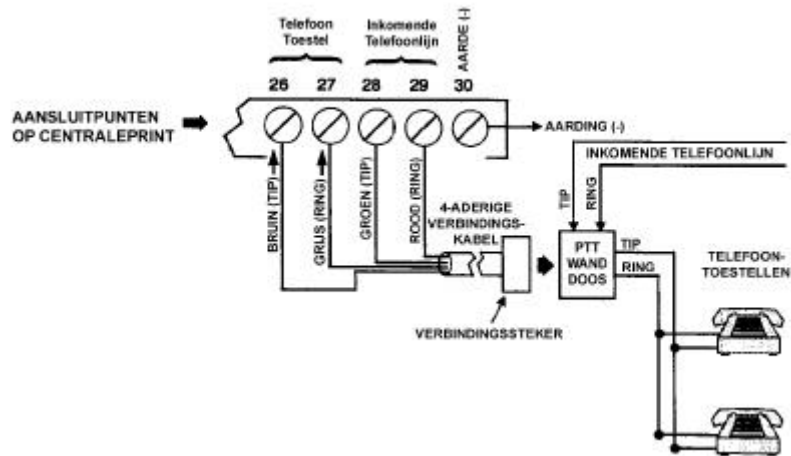 Telefoon
Toestel
Inkomende
Telefoonlijn
AARDE (-)
26
27
28
29
30
AANSLUITPUNTEN
OP CENTRALEPRINT
AARDING (-)
INKOMENDE TELEFOONLIJN
BRUIN (TIP)
GRIJS (RING)
GROEN (TIP)
ROOD (RING)
4-ADERIGE
VERBINDINGS-
KABEL
TIP
RING
PTT
WAND
DOOS
TIP
RING
TELEFOON-
TOESTELLEN
VERBINDINGSSTEKER